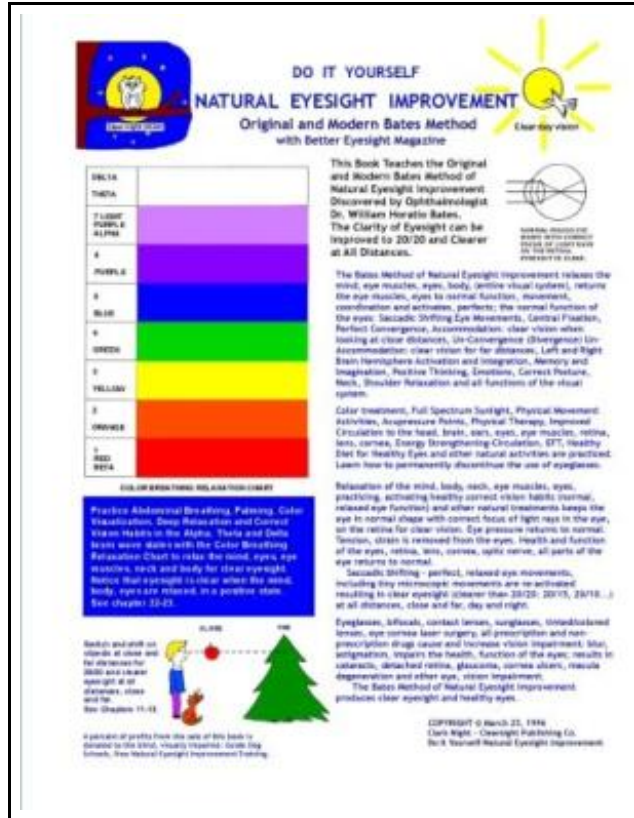 DO IT YOURSELF
NATURAL EYESIGHT IMPROVEMENT
Original and Modern Bates Method
with Better Eyesight Magazine
Clear day vision
This Book Teaches the Original
and Modern Bates Method of
Natural Eyesight Improvement
Discovered by Ophthalmologist
Dr. William Horatio Bates.
The Clarity of Eyesight can be
Improved to 20/20 and Clearer
at All Distances.
DELTA
THETA
7 LIGHT
PURPLE
ALPHA
PURPLE
BLUE
GREEN
YELLOW
2
ORANGE
1
RED
BETA
COLOR BREATHING RELAXATION CHART
Practice Abdominal Breathing, Palming, Color
Visualization, Deep Relaxation and Correct
Vision Habits in the Alpha, Theta and Delta
brain wave states with the Color Breathing
Relaxation Chart to relax the mind, eyes, eye
muscles, neck and body for clear eyesight.
Notice that eyesight is clear when the mind,
body, eyes are relaxed, in a positive state.
See chapter 22-23.
CLOSE
FAR
Switch and shift on
objects at close and
far distances for
20/20 and clearer
eyesight at all
distances, close
and far.
See Chapters
A percent of profits from the sale of this book is
donated to the blind, visually impaired, Guide Dog
Schools, Free Natural Eyesight Improvement Training.
The Bates Method of Natural Eyesight Improvement relaxes the
mind, eye muscles, eyes, body, (entire visual system), returns
the eye muscles, eyes to normal function, movement,
coordination and activates, perfects; the normal function of
the eyes: Saccadic Shifting Eye Movements, Central Fixation,
Perfect Convergence, Accommodation: clear vision when
looking at close distances, Un-Convergence (Divergence) Un-
Accommodation: clear vision for far distances, Left and Right
Brain Hemisphere Activation and Integration, Memory and
Imagination, Positive Thinking, Emotions, Correct Posture,
Neck, Shoulder Relaxation and all functions of the visual
system.
Color treatment, Full Spectrum Sunlight, Physical Movement
Activities, Acupressure Points, Physical Therapy, Improved
Circulation to the head, brain, ears, eyes, eye muscles, retina,
lens, cornea, Energy Strengthening-Circulation, EFT, Healthy
Diet for Healthy Eyes and other natural activities are practiced.
Learn how to permanently discontinue the use of eyeglasses.
Relaxation of the mind, body, neck, eye muscles, eyes,
practicing, activating healthy correct vision habits (normal,
relaxed eye function) and other natural treatments keeps the
eye in normal shape with correct focus of light rays in the eye,
on the retina for clear vision. Eye pressure returns to normal.
Tension, strain is removed from the eyes. Health and function
of the eyes, retina, lens, cornea, optic nerve, all parts of the
eye returns to normal.
Saccadic Shifting - perfect, relaxed eye movements,
including tiny microscopic movements are re-activated
resulting in clear eyesight (clearer than 20/20: 20/15, 20/10...)
at all distances, close and far, day and night.
Eyeglasses, bifocals, contact lenses, sunglasses, tinted/colored
lenses, eye cornea laser surgery, all prescription and non-
prescription drugs cause and increase vision impairment: blur,
astigmatism, impairs the health, function of the eyes, results in
cataracts, detached retina, glaucoma, cornea ulcers, macula
degeneration and other eye, vision impairment.
The Bates Method of Natural Eyesight Improvement
produces clear eyesight and healthy eyes.
COPYRIGHT © March 1996
Clark Night - Clearsight Publishing Co.
Do It Yourself-Natural Eyesight Improvement